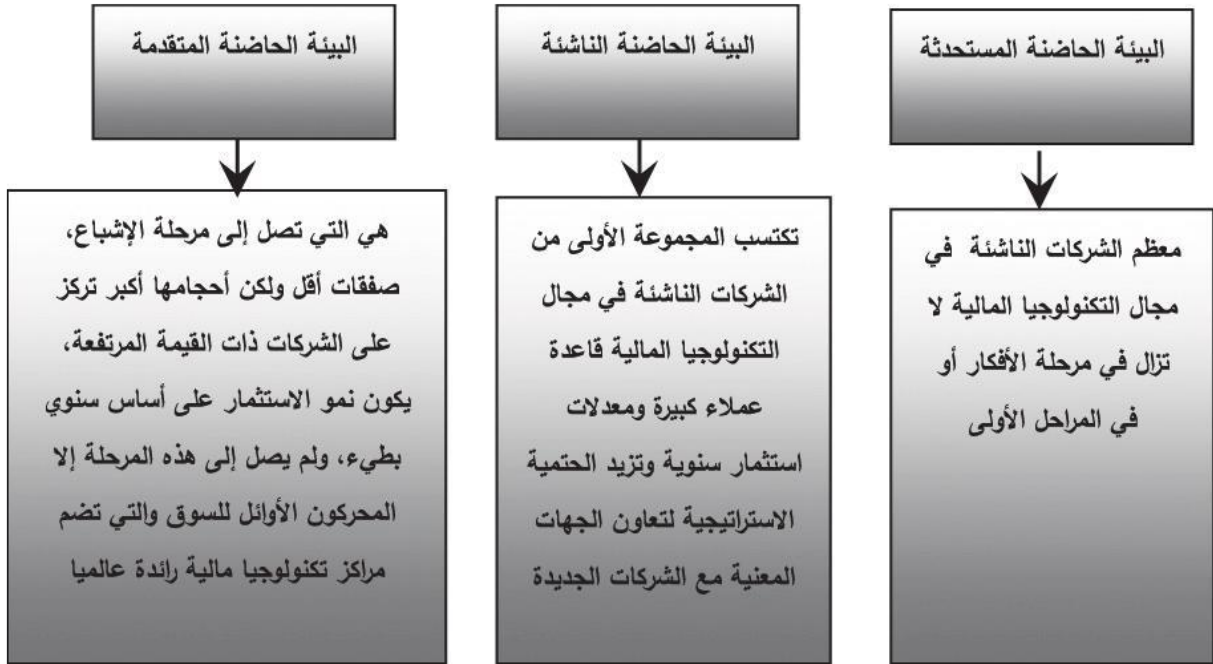 البيئة الحاضنة المستحدثة
معظم الشركات الناشئة في
مجال التكنولوجيا المالية لا
تزال في مرحلة الأفكار أو
في المراحل الأولى
البيئة الحاضنة الناشئة
تكتسب المجموعة الأولى من
الشركات الناشئة في مجال
التكنولوجيا المالية قاعدة
عملاء كبيرة ومعدلات
استثمار سنوية وتزيد الحتمية
الاستراتيجية لتعاون الجهات
المعنية مع الشركات الجديدة
البيئة الحاضنة المتقدمة
هي التي تصل إلى مرحلة الإشباع،
صفقات أقل ولكن أحجامها أكبر تركز
على الشركات ذات القيمة المرتفعة،
يكون نمو الاستثمار على أساس سنوي
بطيء، ولم يصل إلى هذه المرحلة إلا
المحركون الأوائل للسوق والتي تضم
مراكز تكنولوجيا مالية رائدة عالميا